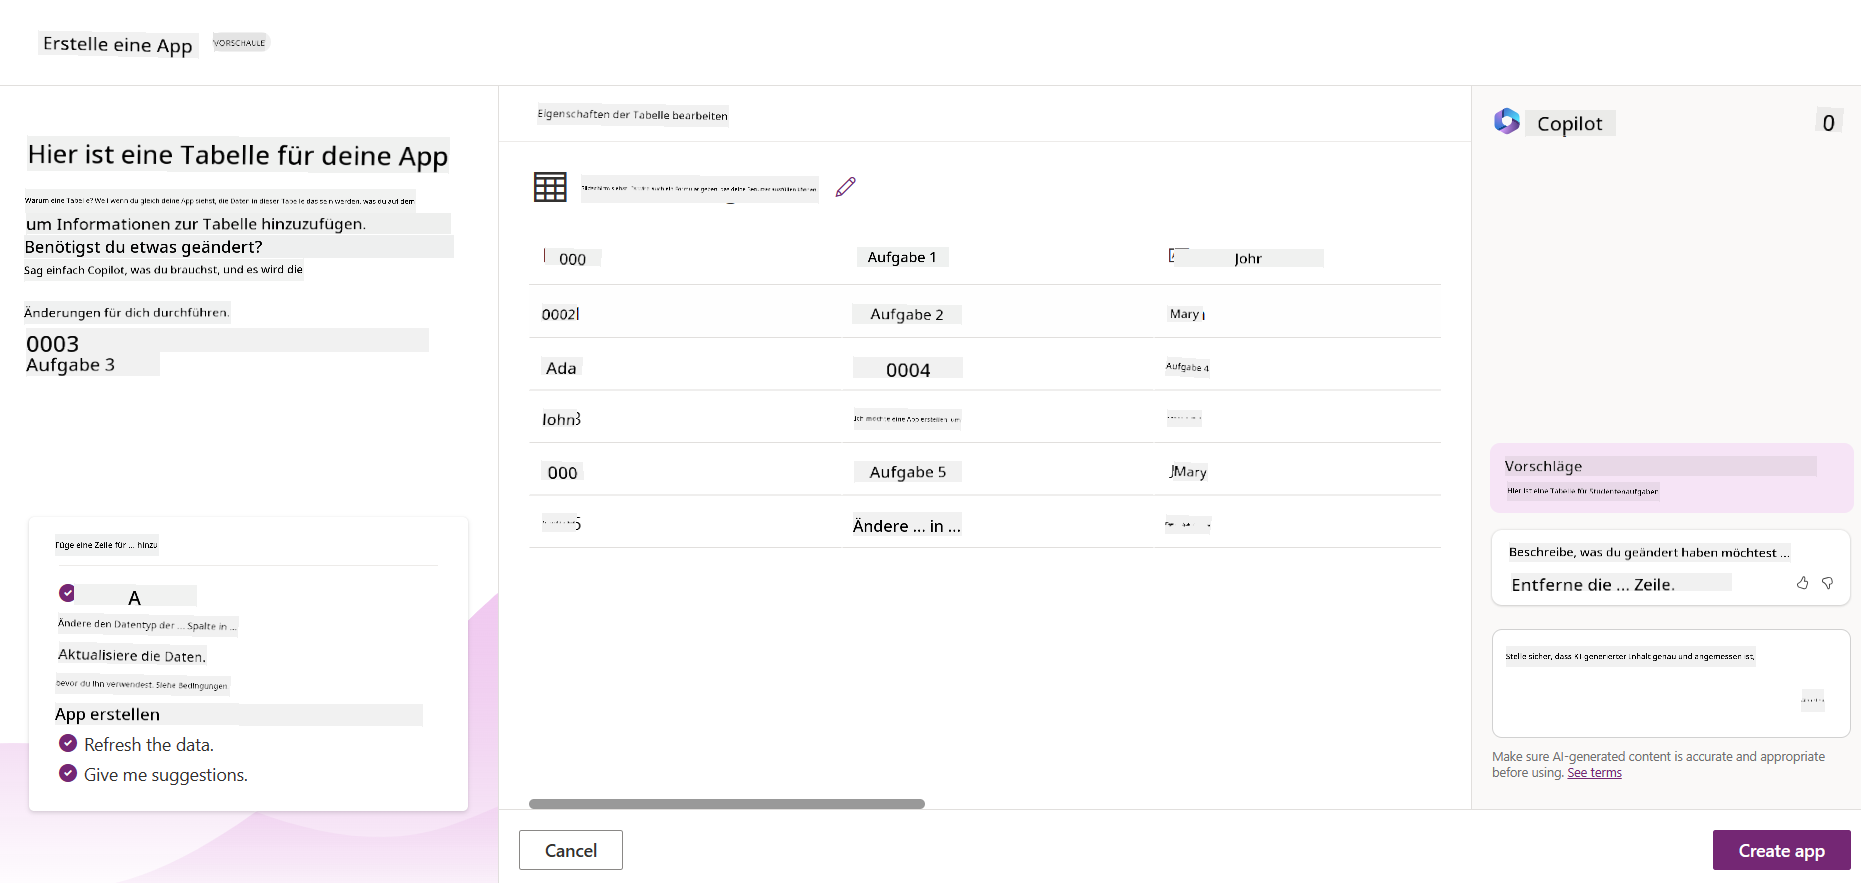 Erstelle eine App
VORSCHAULE
Hier ist eine Tabelle für deine App
Warum eine Tabelle? Weil wenn du gleich deine App siehst, die Daten in dieser Tabelle das sein werden, was du auf dem
um Informationen zur Tabelle hinzuzufügen.
Benötigst du etwas geändert?
Sag einfach Copilot, was du brauchst, und es wird die
Änderungen für dich durchführen.
0003
Aufgabe 3
Füge eine Zeile für ... hinzu
A
Ändere den Datentyp der ... Spalte in ...
Aktualisiere die Daten.
bevor du ihn verwendest. Siehe Bedingungen
App erstellen
Refresh the data.
Give me suggestions.
Eigenschaften der Tabelle bearbeiten
000 Aufgabe 1 Johr
0002 Aufgabe 2 Mary
Ada 0004 Aufgabe 4
John Ich möchte eine App erstellen, um
000 Aufgabe 5 Mary
Ändere ... in ...
Cancel
Copilot
0
Vorschläge
Hier ist eine Tabelle für Studentenaufgaben
Beschreibe, was du geändert haben möchtest ...
Entferne die ... Zeile.
Stelle sicher, dass KI-generierter Inhalt genau und angemessen ist,
Make sure AI-generated content is accurate and appropriate
before using. See terms
Create app